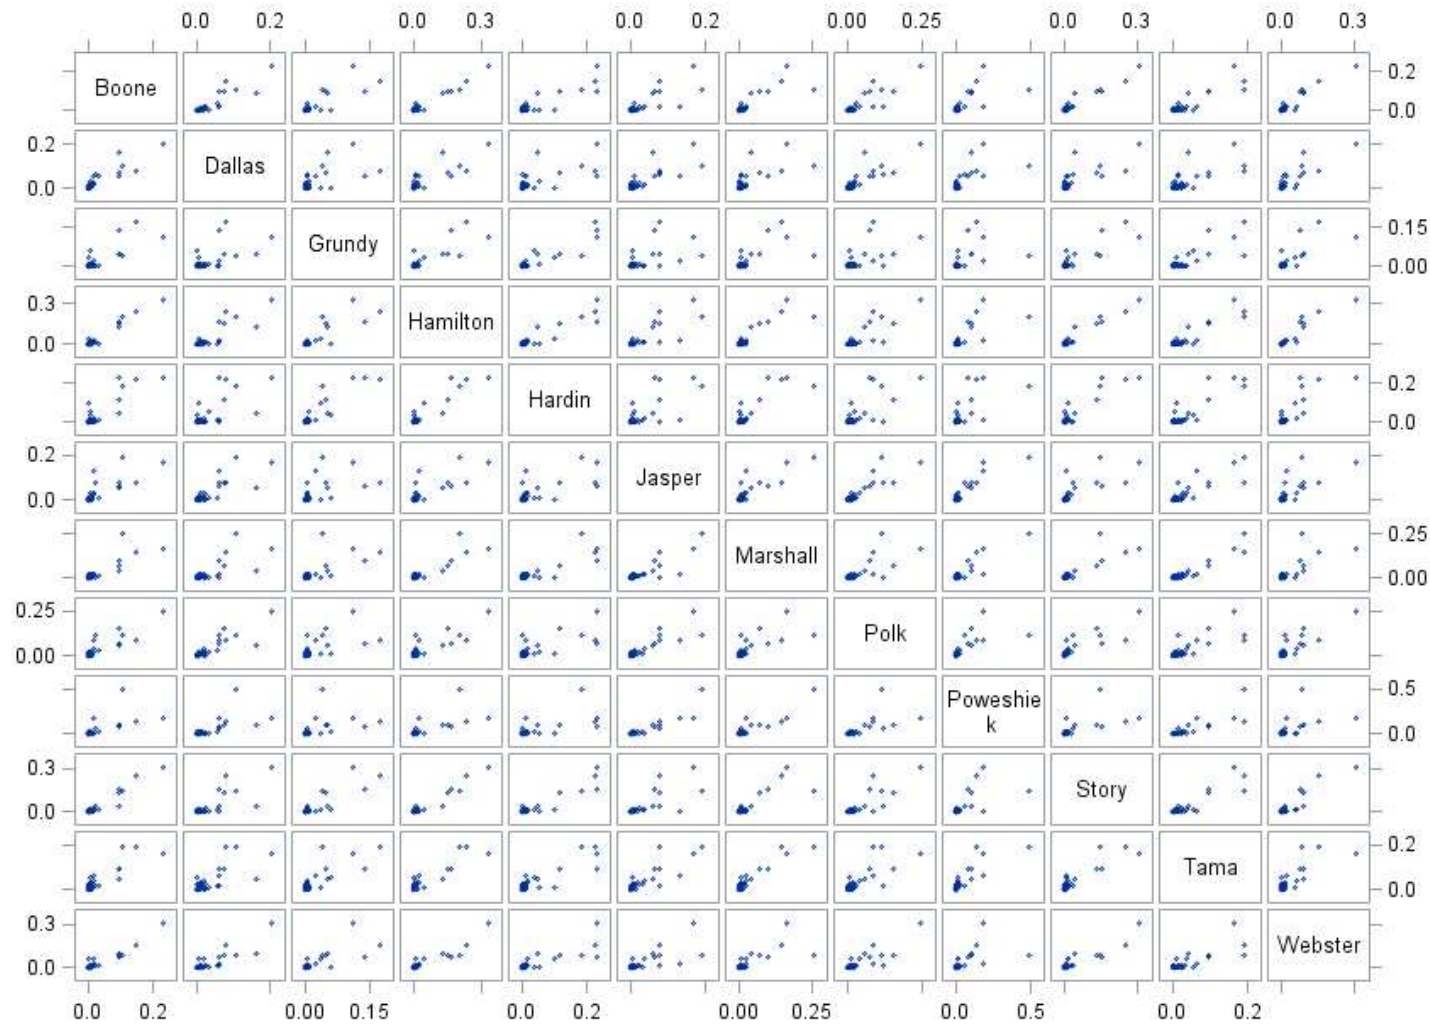 0.0 0.2 0.0 0.3 0.0 0.2 0.00 0.25 0.0 0.3 0.0 0.3
Boone 0.2
0.0
0.2 Dallas
0.0
Grundy 0.15
0.00
0.3 Hamilton
0.0
Hardin 0.2
0.0
0.2 Jasper
0.0
Marshall 0.25
0.00
0.25 Polk
0.00
Poweshie 0.5
k 0.0
0.3 Story
0.0
Tama 0.2
0.0
0.3 Webster
0.0
0.0 0.2 0.00 0.15 0.0 0.2 0.00 0.25 0.0 0.5 0.0 0.2